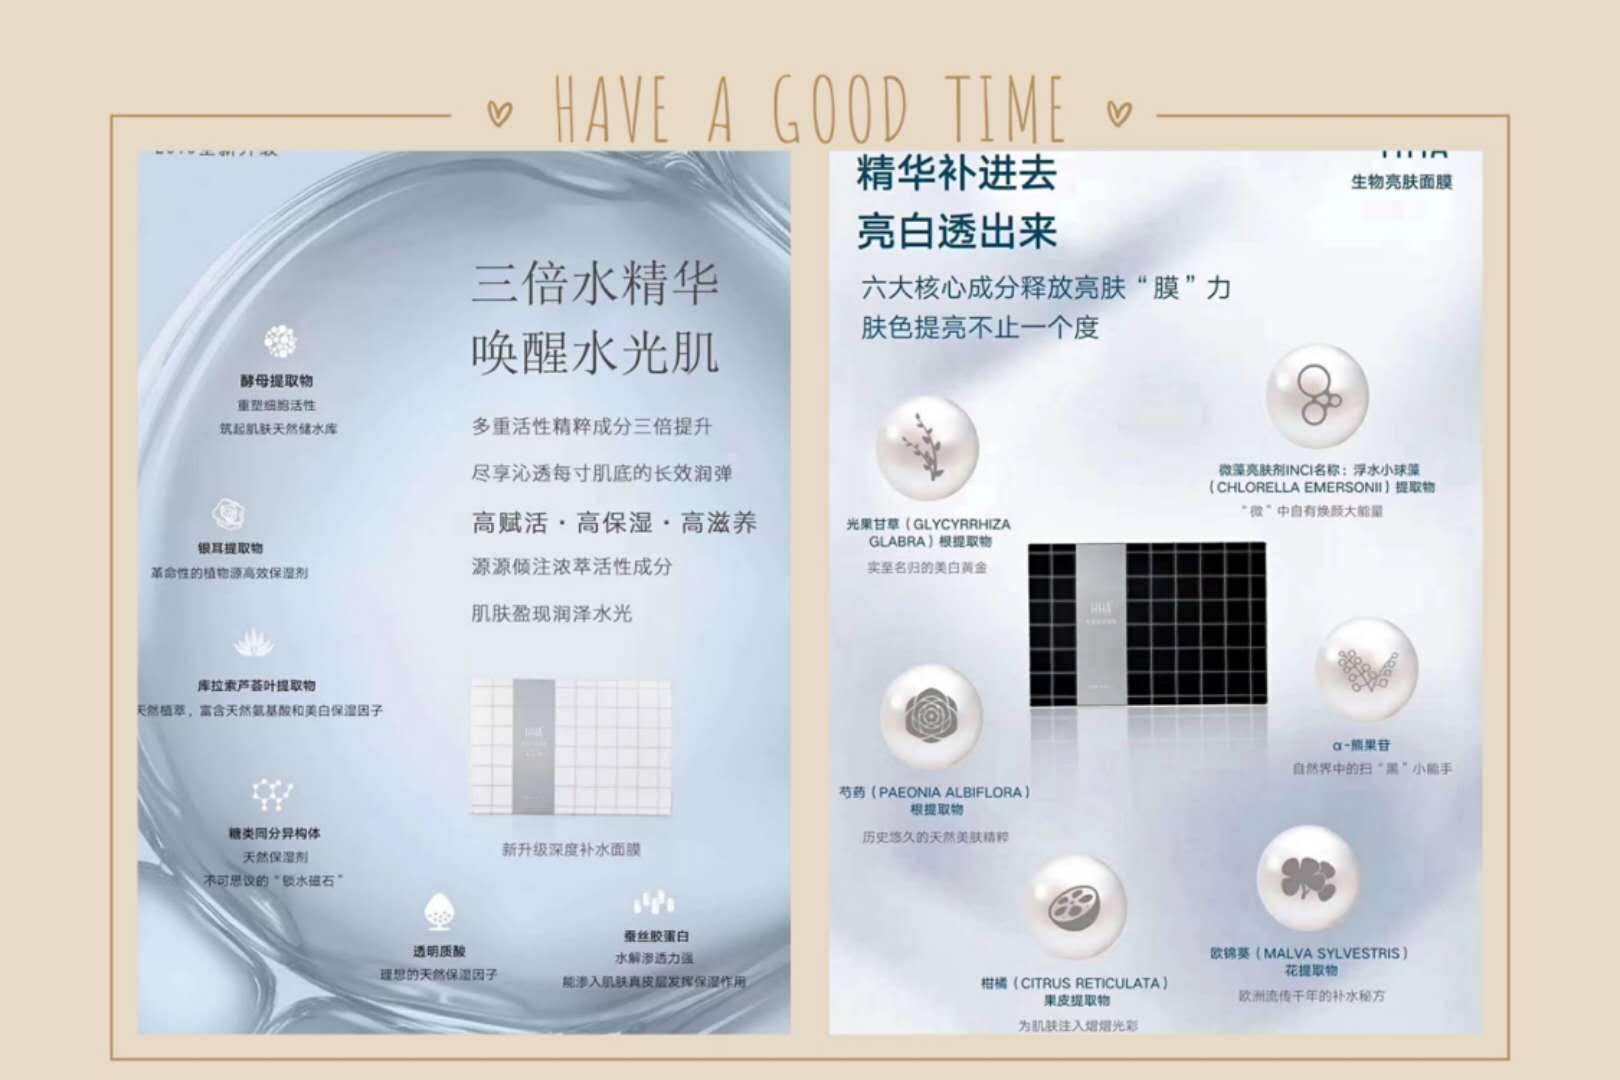 HAVE A GOOD TIME
三倍水精华
唤醒水光肌
多重活性精粹成分三倍提升
尽享沁透每寸肌底的长效润弹
高赋活·高保湿·高滋养
源源倾注浓萃活性成分
肌肤盈现润泽水光
酵母提取物
重塑细胞活性
筑起肌肤天然储水库
银耳提取物
革命性的植物源高效保湿剂
库拉索芦荟叶提取物
天然植萃，富含天然氨基酸和美白保湿因子
糖类同分异构体
天然保湿剂
不可思议的“锁水磁石”
HHA
新升级深度补水面膜
透明质酸
理想的天然保湿因子
蚕丝胶蛋白
水解渗透力强
能渗入肌肤真皮层发挥保湿作用
精华补进去
亮白透出来
生物亮肤面膜
六大核心成分释放亮肤“膜”力
肤色提亮不止一个度
微藻亮肤剂INCI名称：浮水小球藻
（CHLORELLA EMERSONII）提取物
“微”中自有焕颜大能量
光果甘草（GLYCYRRHIZA
GLABRA）根提取物
实至名归的美白黄金
HHA
α-熊果苷
自然界中的扫“黑”小能手
芍药（PAEONIA ALBIFLORA）
根提取物
历史悠久的天然美肤精粹
欧锦葵（MALVA SYLVESTRIS）
花提取物
欧洲流传千年的补水秘方
柑橘（CITRUS RETICULATA）
果皮提取物
为肌肤注入熠熠光彩